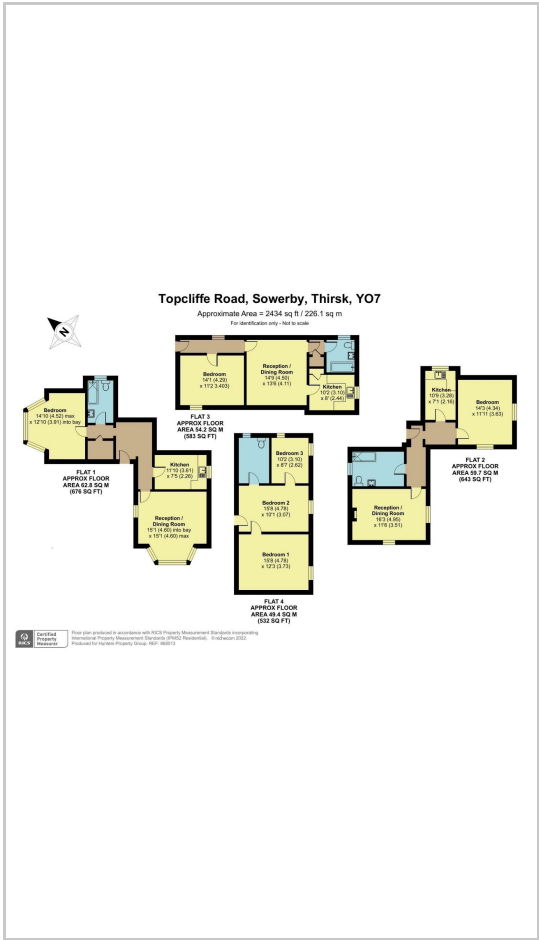 Topcliffe Road, Sowerby, Thirsk, YO7
Approximate Area = 2434 sq ft / 226.1 sq m
For identification only - Not to scale
N
Bedroom
14'1 (4.29)
x 11'2 3.403)
Reception /
Dining Room
14'9 (4.50)
x 13'6 (4.11)
Kitchen
10'2 (3.10)
x 8' (2.44)
FLAT 3
APPROX FLOOR
AREA 54.2 SQ M
(583 SQ FT)
Bedroom
14'10 (4.52) max
x 12'10 (3.91) into bay
Kitchen
11'10 (3.61)
x 7'5 (2.26)
Reception /
Dining Room
15'1 (4.60) into bay
x 15'1 (4.60) max
FLAT 1
APPROX FLOOR
AREA 62.8 SQ M
(676 SQ FT)
Bedroom 3
10'2 (3.10)
x 8'7 (2.62)
Bedroom 2
15'8 (4.78)
x 10'1 (3.07)
Bedroom 1
15'8 (4.78)
x 12'3 (3.73)
FLAT 4
APPROX FLOOR
AREA 49.4 SQ M
(532 SQ FT)
Kitchen
10'9 (3.28)
x 7'1 (2.16)
Bedroom
14'3 (4.34)
x 11'11 (3.63)
Reception /
Dining Room
16'3 (4.95)
x 11'6 (3.51)
FLAT 2
APPROX FLOOR
AREA 59.7 SQ M
(643 SQ FT)
RICS
Certified
Property
Measurer
Floor plan produced in accordance with RICS Property Measurement Standards incorporating
International Property Measurement Standards (IPMS2 Residential). © nichecom 2022.
Produced for Hunters Property Group. REF: